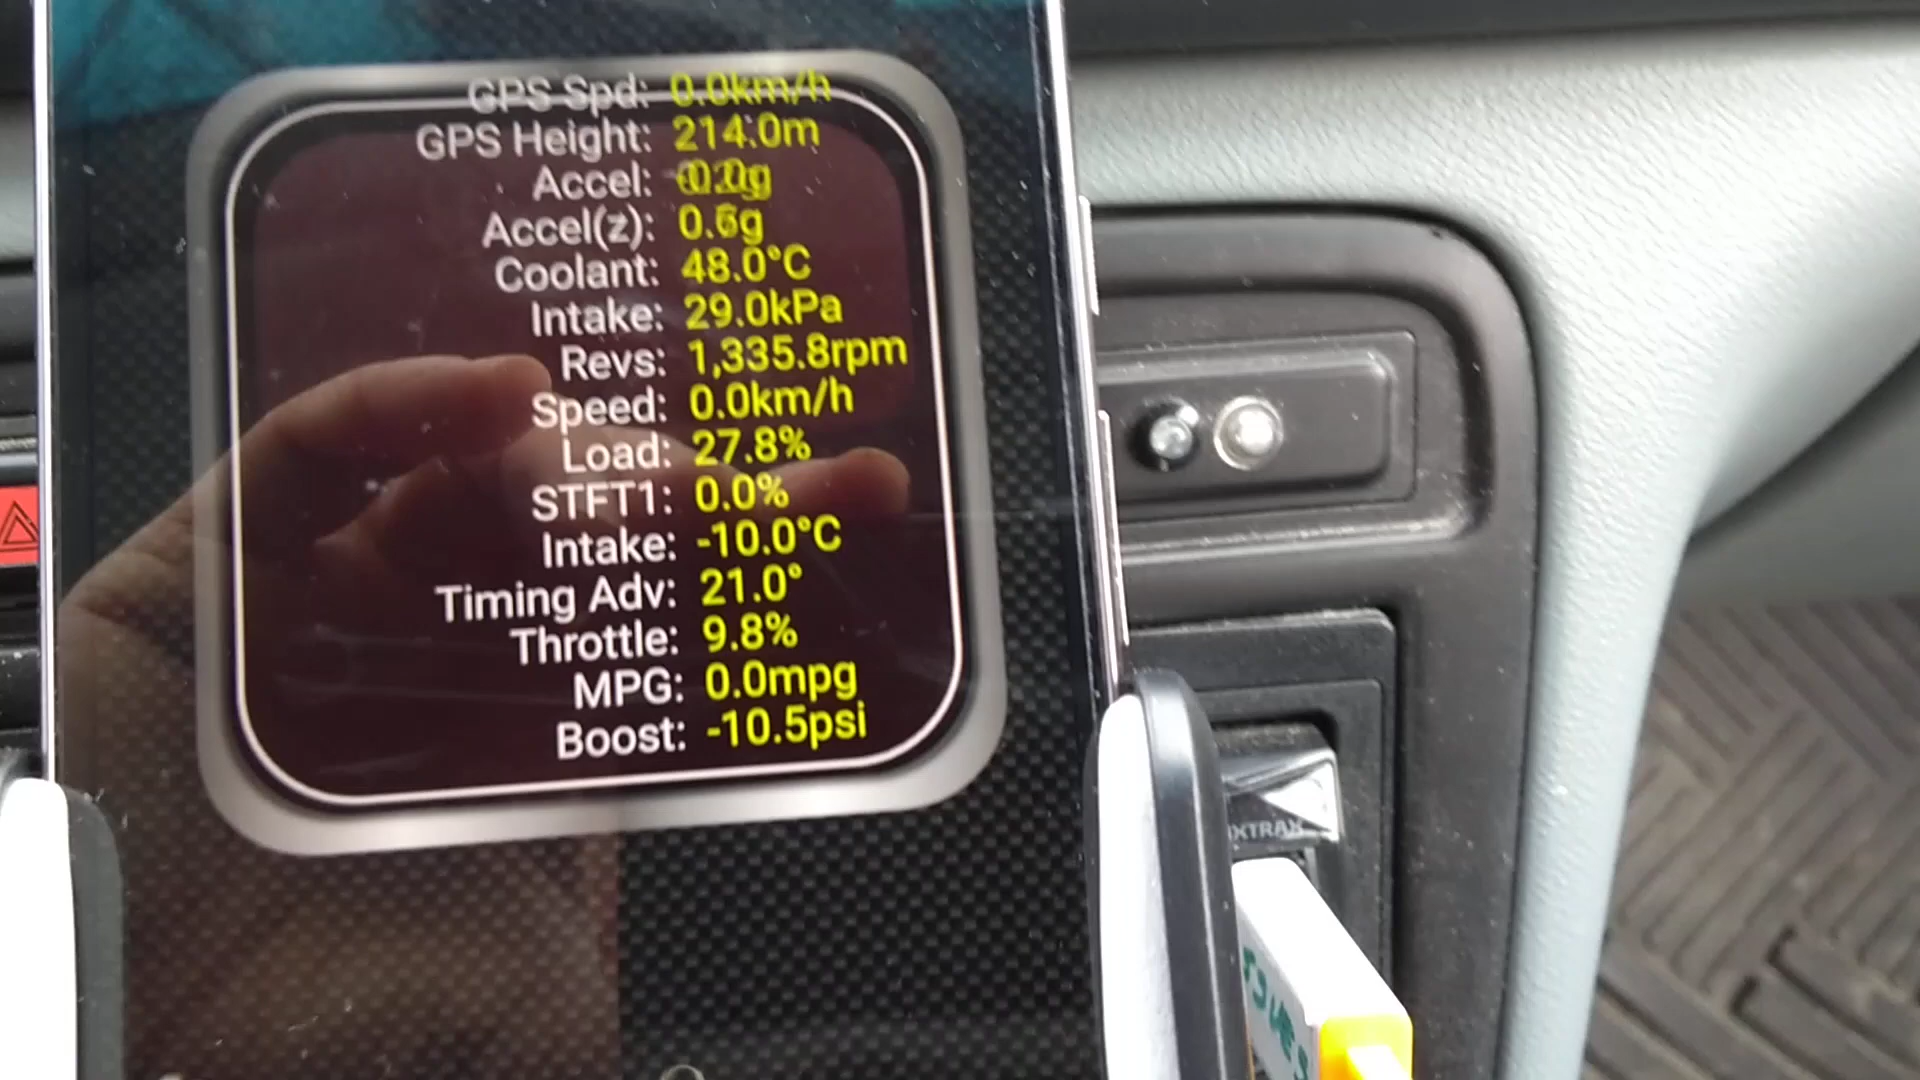 GPS Spd: 0.0km/h
GPS Height: 214.0m
Accel:
Accel(z): 0.6g
Coolant: 48.0°C
Intake: 29.0kPa
Revs: 1,335.8rpm
Speed: 0.0km/h
Load: 27.8%
STFT1: 0.0%
Intake: -10.0°C
Timing Adv: 21.0°
Throttle: 9.8%
MPG: 0.0mpg
Boost: -10.5psi